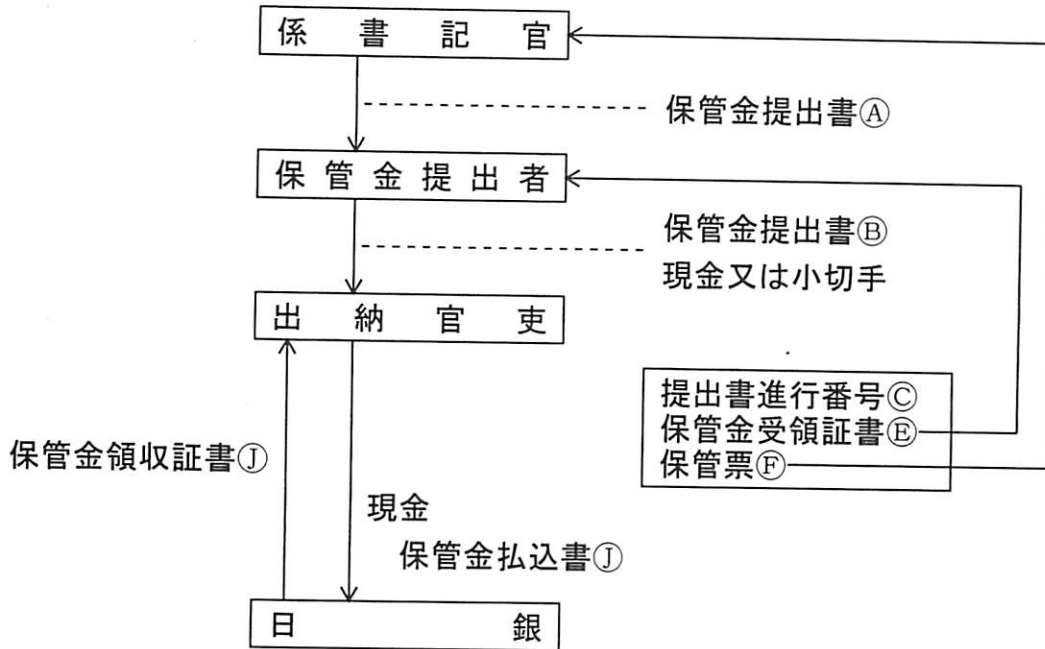 係書記官
保管金提出書Ⓐ
保管金提出者
保管金提出書Ⓑ
現金又は小切手
出納官吏
提出書進行番号Ⓒ
保管金受領証書Ⓔ
保管票Ⓕ
保管金領収証書Ⓙ
現金
保管金払込書Ⓙ
日銀